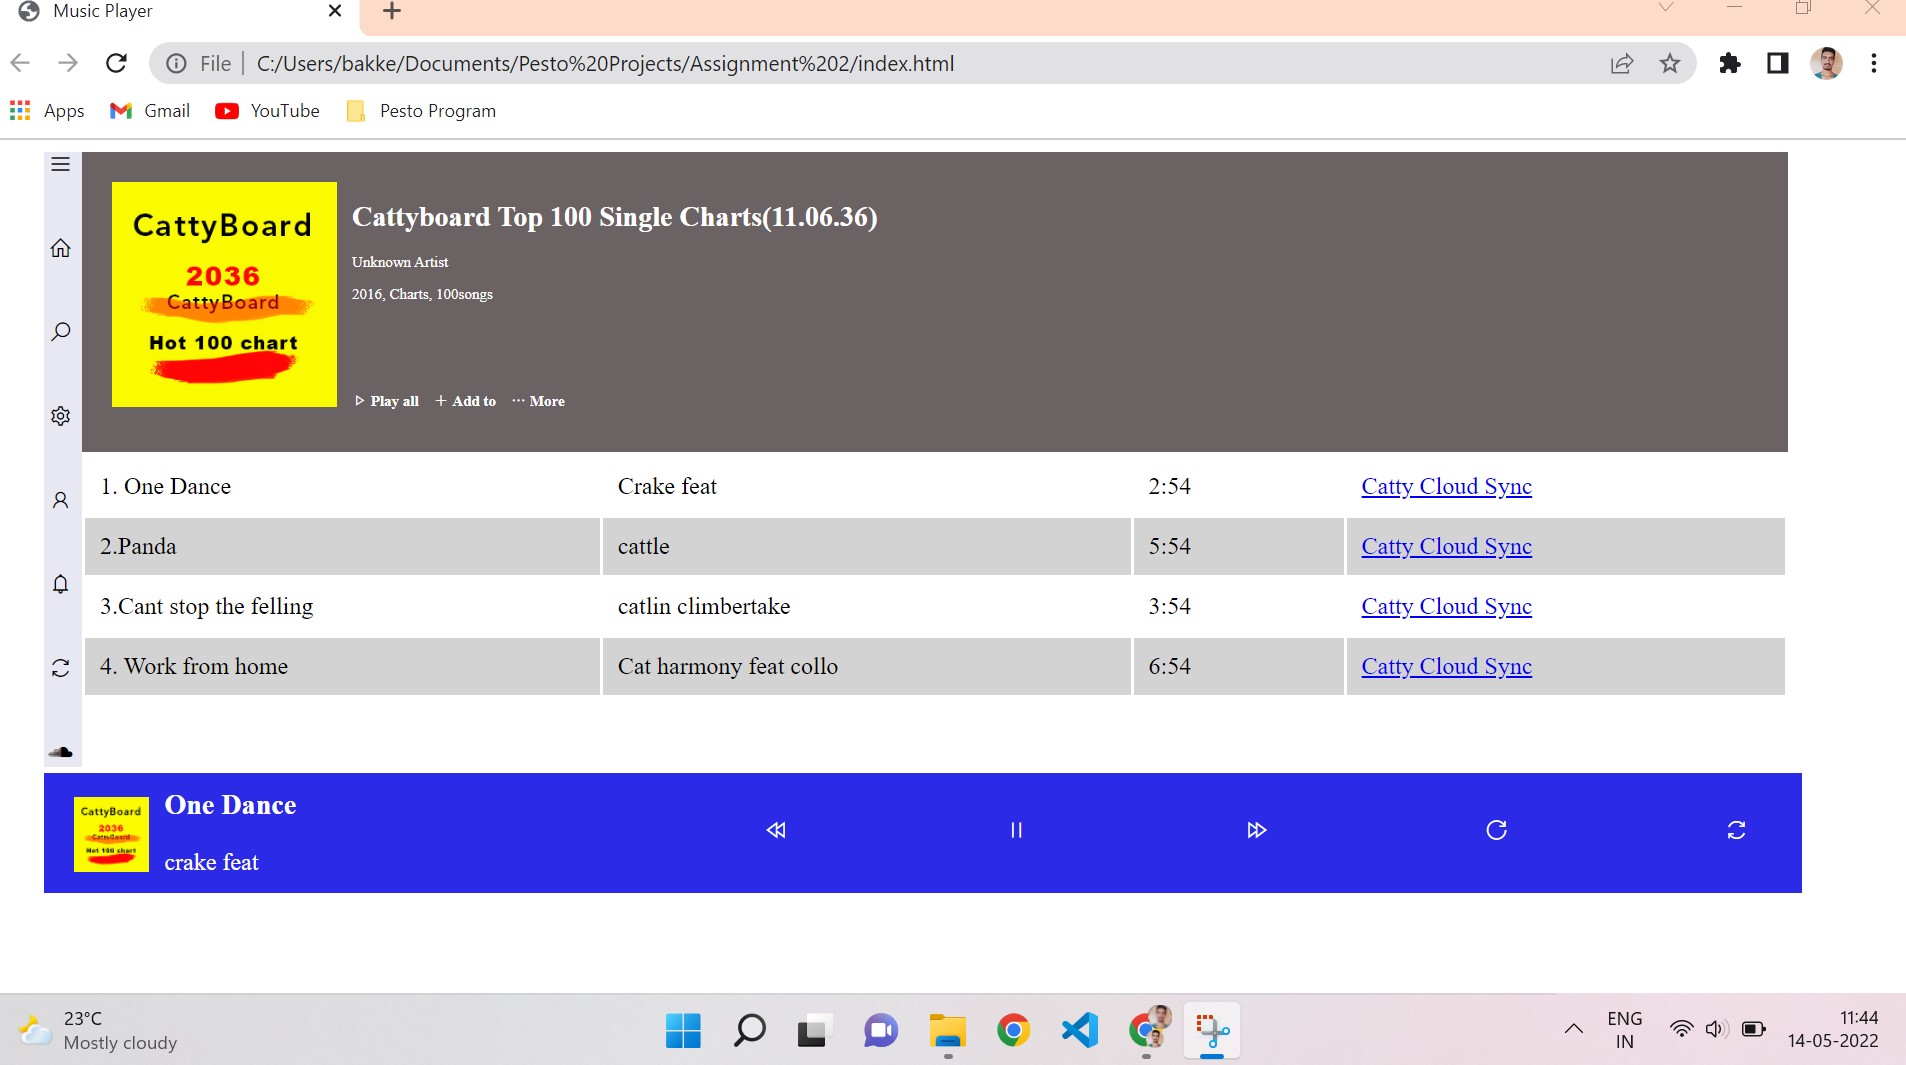 Music Player
File C:/Users/bakke/Documents/Pesto%20Projects/Assignment%202/index.html
Apps Gmail YouTube Pesto Program
CattyBoard
2036
CattyBoard
Hot 100 chart
Cattyboard Top 100 Single Charts(11.06.36)
Unknown Artist
2016, Charts, 100songs
Play all Add to More
1. One Dance Crake feat 2:54 Catty Cloud Sync
2.Panda cattle 5:54 Catty Cloud Sync
3.Cant stop the felling catlin climbertake 3:54 Catty Cloud Sync
4. Work from home Cat harmony feat collo 6:54 Catty Cloud Sync
CattyBoard
2036
CattyBoard
Hot 100 chart
One Dance
crake feat
23°C
Mostly cloudy
ENG
IN
11:44
14-05-2022